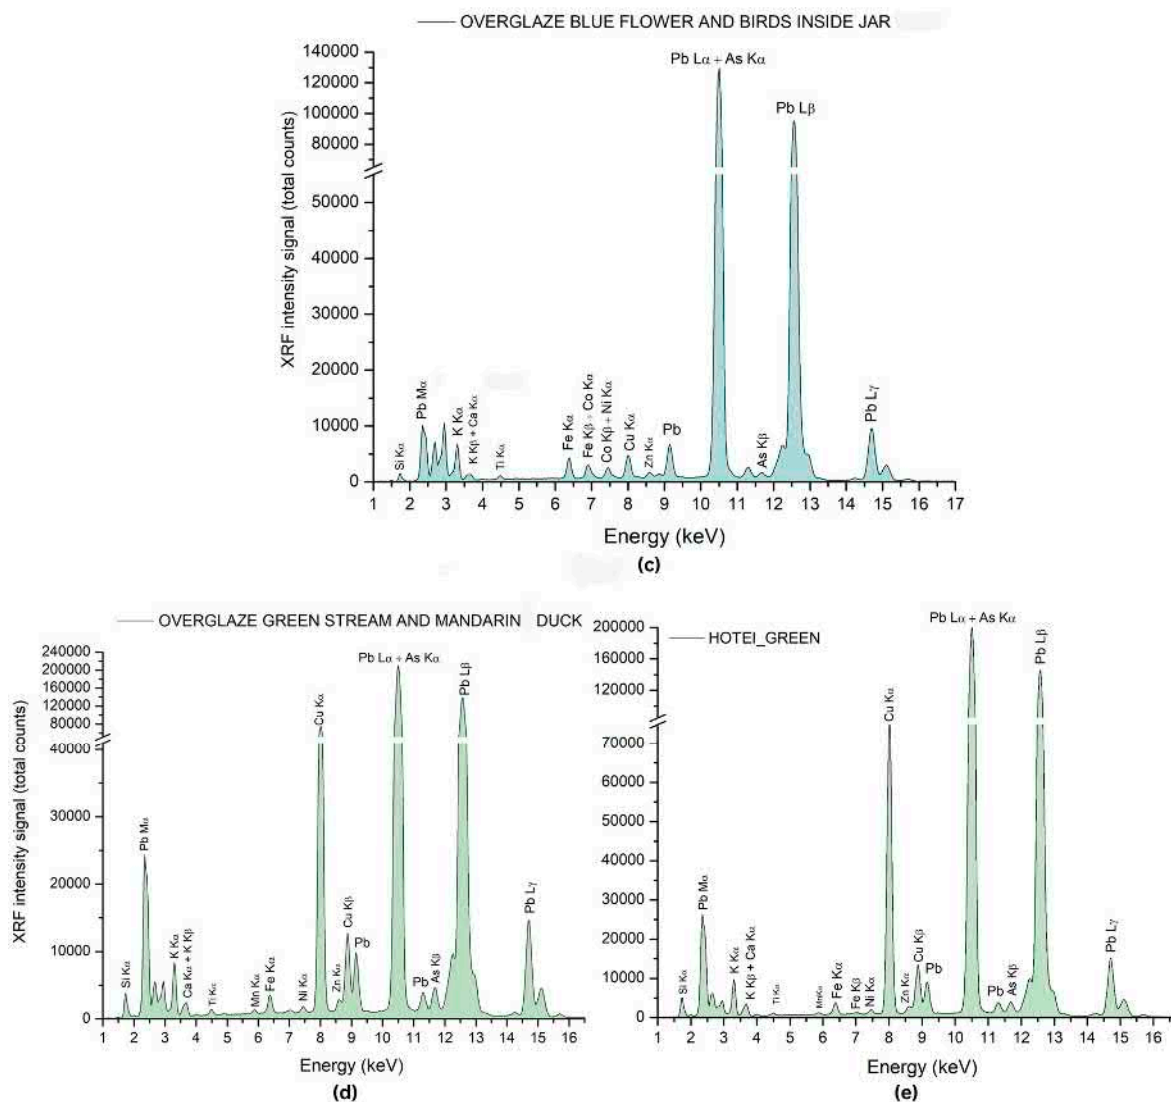 OVERGLAZE BLUE FLOWER AND BIRDS INSIDE JAR
XRF intensity signal (total counts)
140000
120000
100000
80000
50000
40000
30000
20000
10000
0
Si Kα
Pb Mα
K Kα
K Kβ + Ca Kα
Ti Kα
Fe Kα
Fe Kβ + Co Kα
Co Kβ + Ni Kα
Cu Kα
Zn Kα
Pb
Pb Lα + As Kα
As Kβ
Pb Lβ
Pb Lγ
1 2 3 4 5 6 7 8 9 10 11 12 13 14 15 16 17
Energy (keV)
(c)
OVERGLAZE GREEN STREAM AND MANDARIN DUCK
XRF intensity signal (total counts)
240000
200000
180000
160000
140000
120000
100000
80000
60000
40000
30000
20000
10000
0
Si Kα
Pb Mα
K Kα
Ca Kα + K Kβ
Ti Kα
Mn Kα
Fe Kα
Ni Kα
Cu Kα
Zn Kα
Cu Kβ
Pb
Pb Lα + As Kα
Pb
As Kβ
Pb Lβ
Pb Lγ
1 2 3 4 5 6 7 8 9 10 11 12 13 14 15 16
Energy (keV)
(d)
HOTEI_GREEN
200000
180000
160000
140000
120000
70000
60000
50000
40000
30000
20000
10000
0
Si Kα
Pb Mα
K Kα
K Kβ + Ca Kα
Ti Kα
MnKα
Fe Kα
Fe Kβ
Ni Kα
Cu Kα
Zn Kα
Cu Kβ
Pb
Pb Lα + As Kα
Pb
As Kβ
Pb Lβ
Pb Lγ
1 2 3 4 5 6 7 8 9 10 11 12 13 14 15 16
Energy (keV)
(e)